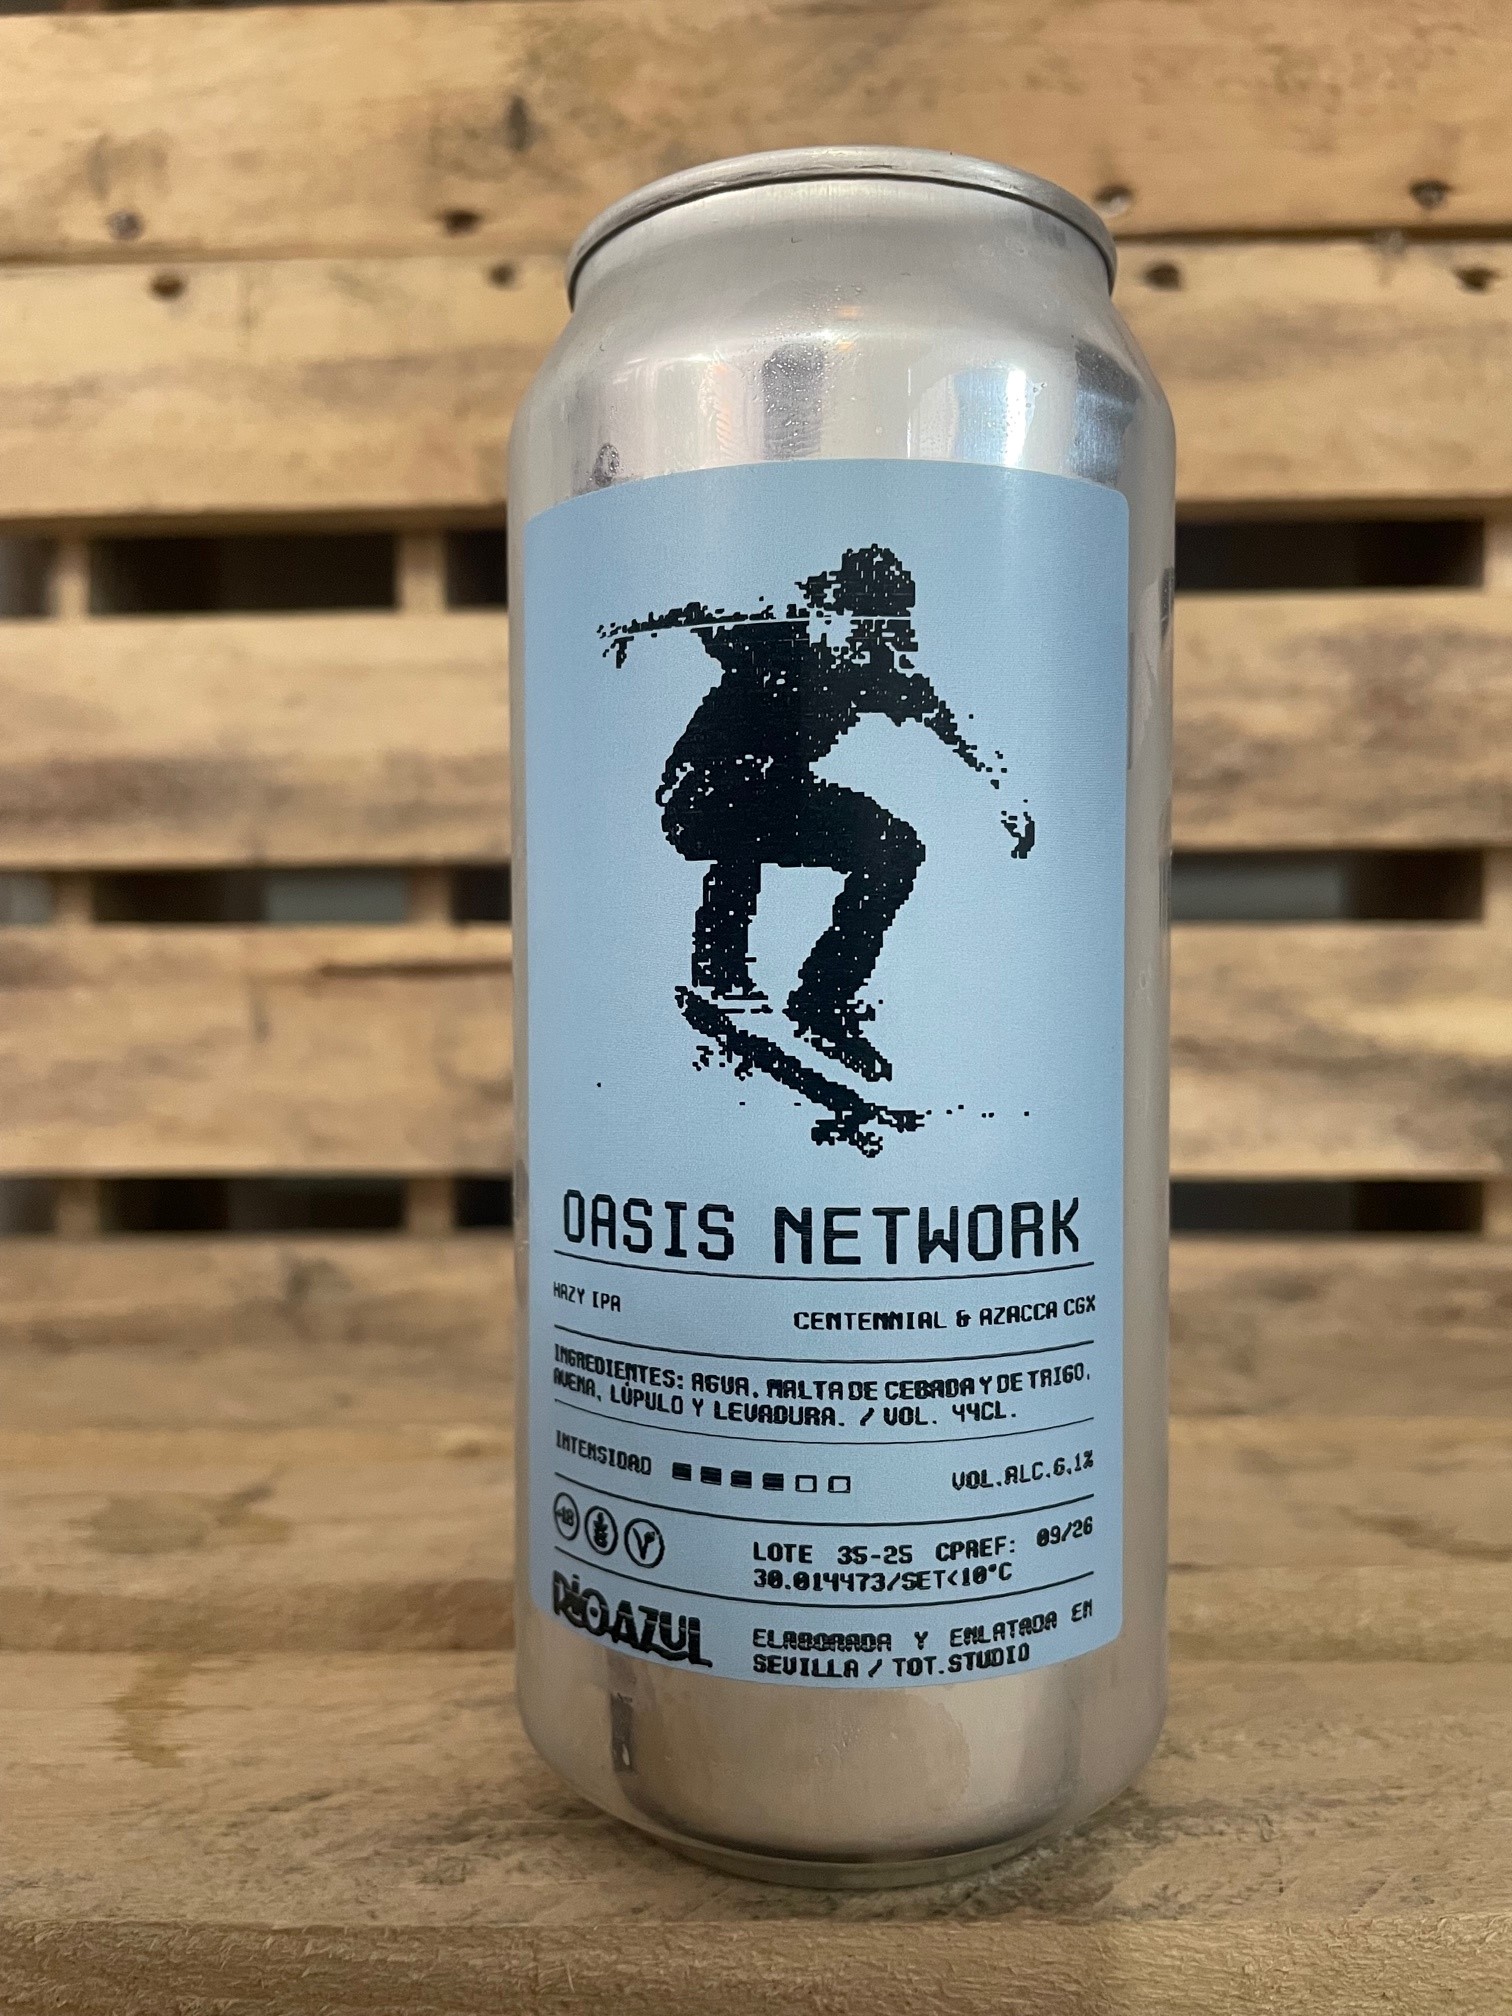 OASIS NETWORK
HAZY IPA
CENTENNIAL & AZACCA CGX
INGREDIENTES: AGUA, MALTA DE CEBADA Y DE TRIGO,
AVENA, LÚPULO Y LEVADURA. / VOL. 44CL.
INTENSIDAD
VOL.ALC.6,1%
+18
V
LOTE 35-25 CPREF: 09/26
30.014473/SET<10°C
RÍO AZUL
ELABORADA Y ENLATADA EN
SEVILLA / TOT.STUDIO